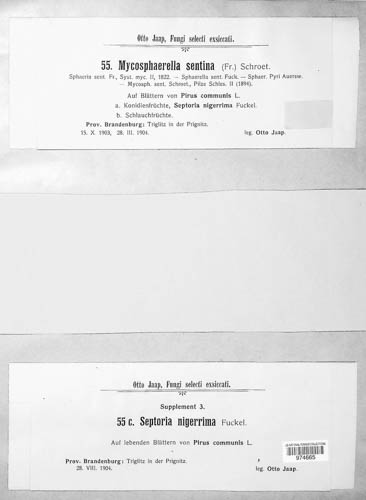 Otto Jaap, Fungi selecti exsiccati.
55. Mycosphaerella sentina (Fr.) Schroet.
Sphaeria sent. Fr., Syst. myc. II, 1822. — Sphaerella sent. Fuck. — Sphaer. Pyri Auersw.
— Mycosph. sent. Schroet., Pilze Schles. II (1894).
Auf Blättern von Pirus communis L.
a. Konidienfrüchte, Septoria nigerrima Fuckel.
b. Schlauchfrüchte.
Prov. Brandenburg: Triglitz in der Prignitz.
15. X. 1903, 28. III. 1904. leg. Otto Jaap.
Otto Jaap, Fungi selecti exsiccati.
Supplement 3.
55 c. Septoria nigerrima Fuckel.
Auf lebenden Blättern von Pirus communis L.
Prov. Brandenburg: Triglitz in der Prignitz.
28. VIII. 1904. leg. Otto Jaap.
974665